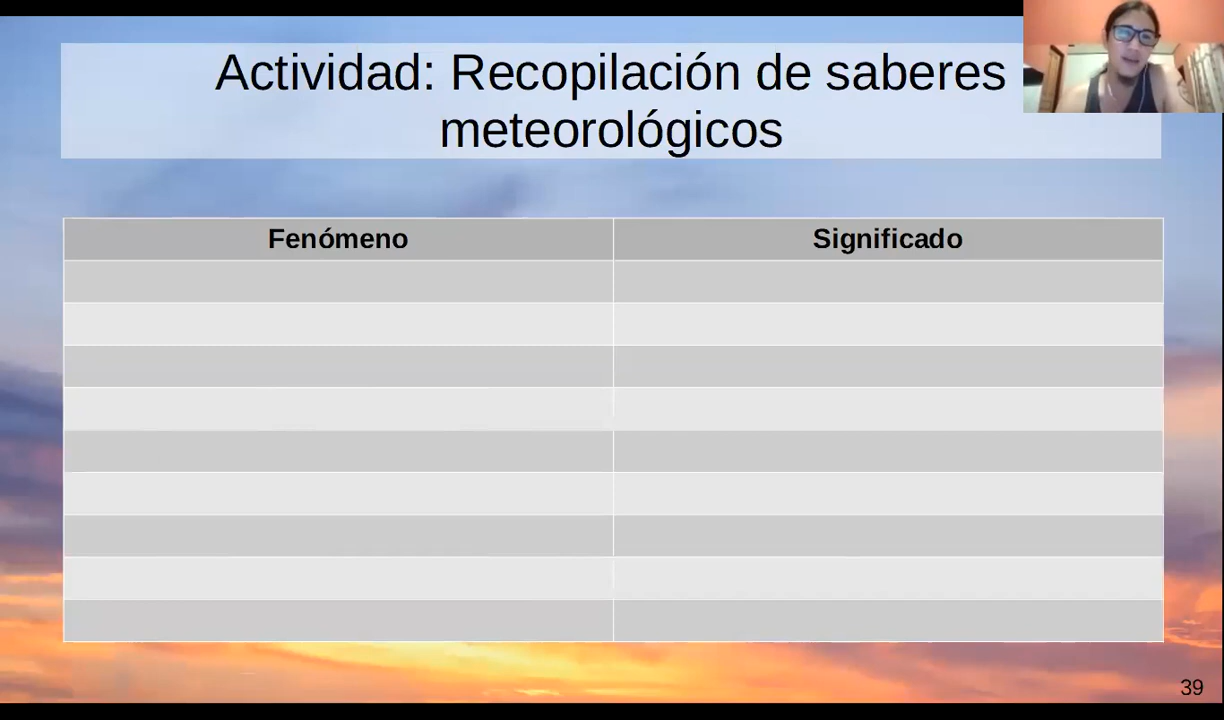 Actividad: Recopilación de saberes
meteorológicos
Fenómeno
Significado
39